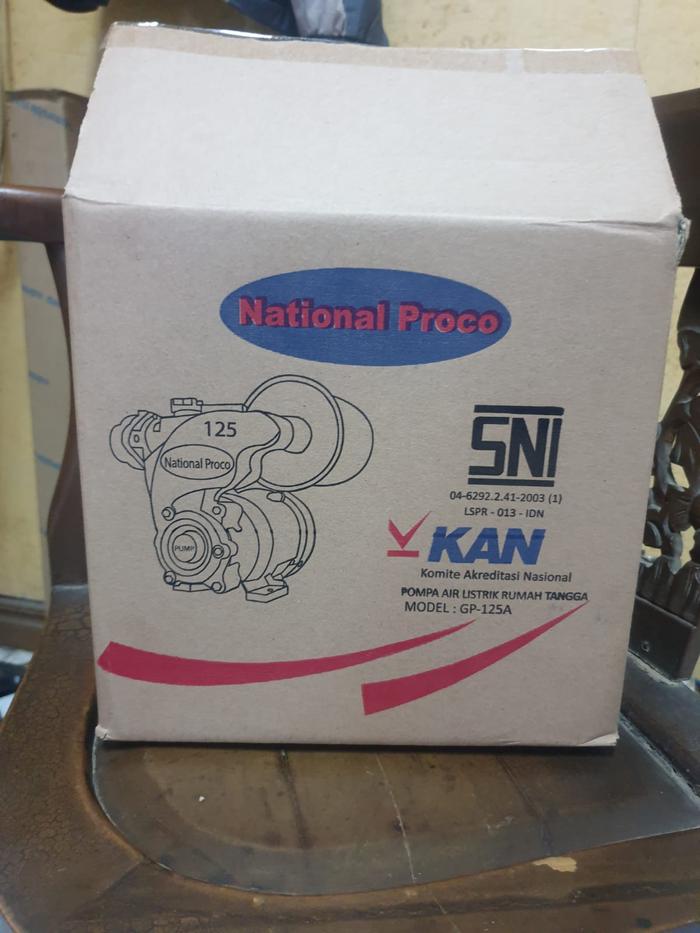 National Proco
125
National Proco
PUMP
SNI
04-6292.2.41-2003 (1)
LSPR - 013 - IDN
KAN
Komite Akreditasi Nasional
POMPA AIR LISTRIK RUMAH TANGGA
MODEL : GP-125A